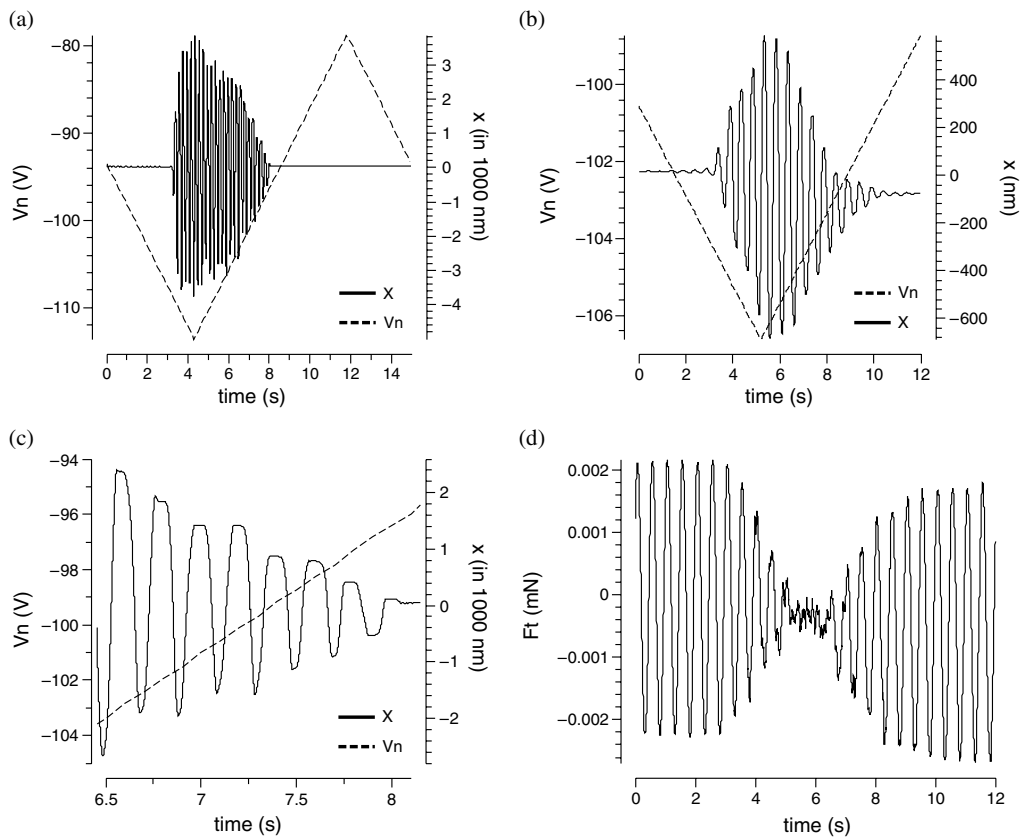 (a)
Vn (V)
−80
−90
−100
−110
3
2
1
0
−1
−2
−3
−4
x (in 1000 nm)
X
Vn
0 2 4 6 8 10 12 14
time (s)
(b)
Vn (V)
−100
−102
−104
−106
400
200
0
−200
−400
−600
x (nm)
Vn
X
0 2 4 6 8 10 12
time (s)
(c)
Vn (V)
−94
−96
−98
−100
−102
−104
2
1
0
−1
−2
x (in 1000 nm)
X
Vn
6.5 7 7.5 8
time (s)
(d)
Ft (mN)
0.002
0.001
0
−0.001
−0.002
0 2 4 6 8 10 12
time (s)